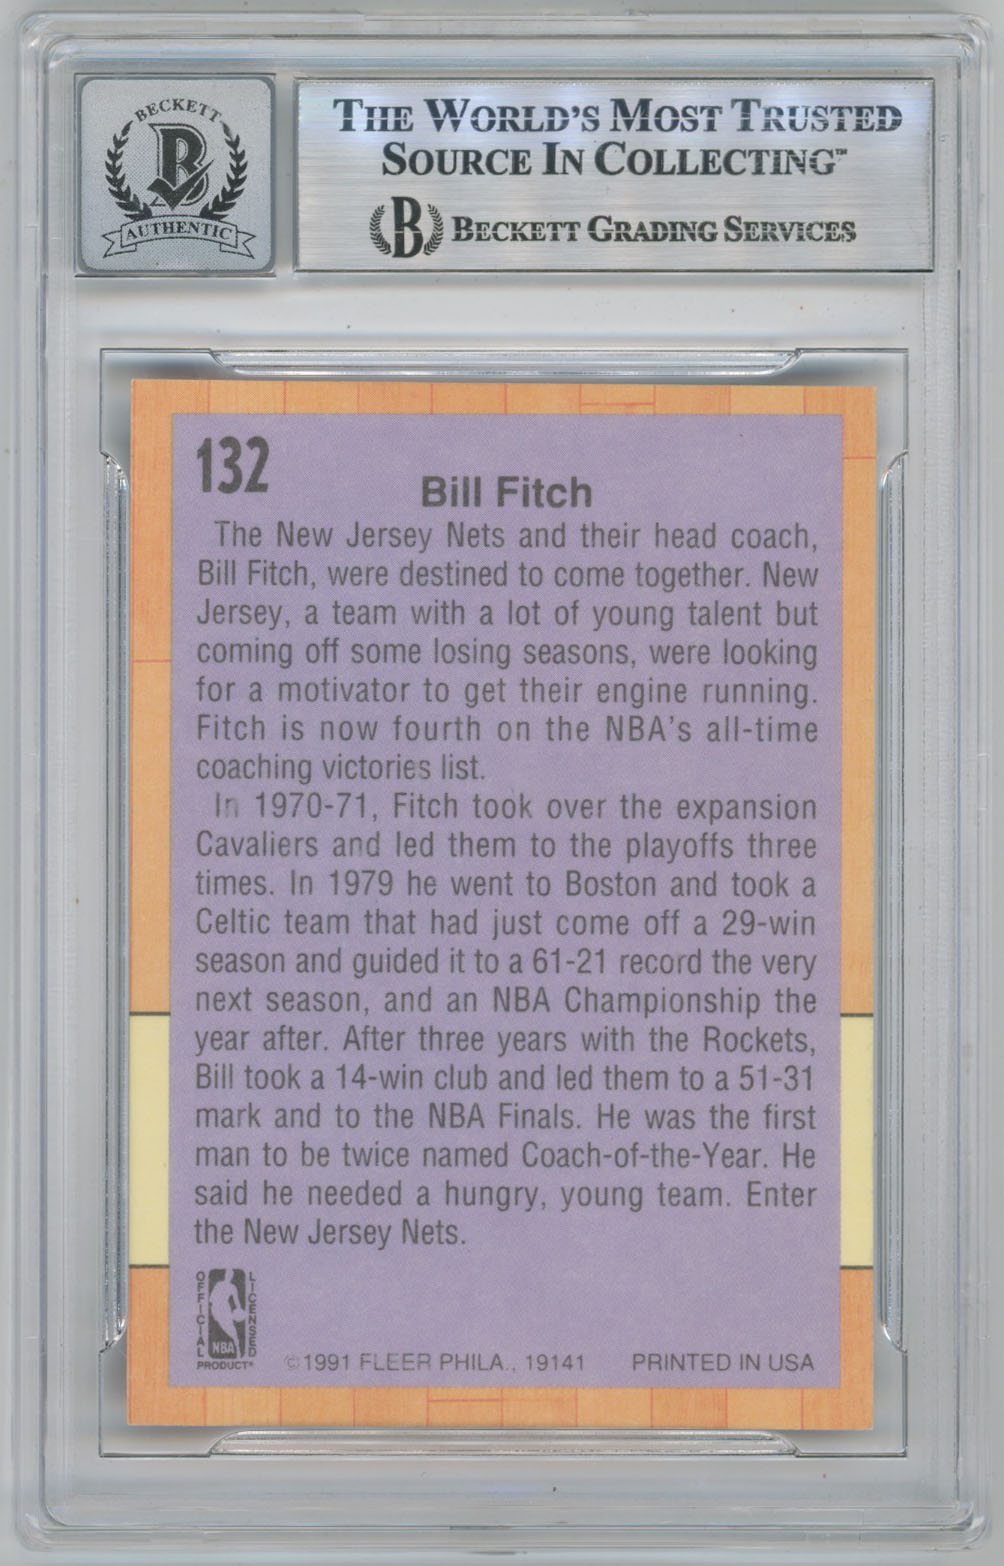 BECKETT
B
AUTHENTIC
THE WORLD'S MOST TRUSTED
SOURCE IN COLLECTING™
B BECKETT GRADING SERVICES
132
Bill Fitch
The New Jersey Nets and their head coach,
Bill Fitch, were destined to come together. New
Jersey, a team with a lot of young talent but
coming off some losing seasons, were looking
for a motivator to get their engine running.
Fitch is now fourth on the NBA's all-time
coaching victories list.
In 1970-71, Fitch took over the expansion
Cavaliers and led them to the playoffs three
times. In 1979 he went to Boston and took a
Celtic team that had just come off a 29-win
season and guided it to a 61-21 record the very
next season, and an NBA Championship the
year after. After three years with the Rockets,
Bill took a 14-win club and led them to a 51-31
mark and to the NBA Finals. He was the first
man to be twice named Coach-of-the-Year. He
said he needed a hungry, young team. Enter
the New Jersey Nets.
OFFICIAL LICENSED
NBA
PRODUCT®
©1991 FLEER PHILA., 19141 PRINTED IN USA